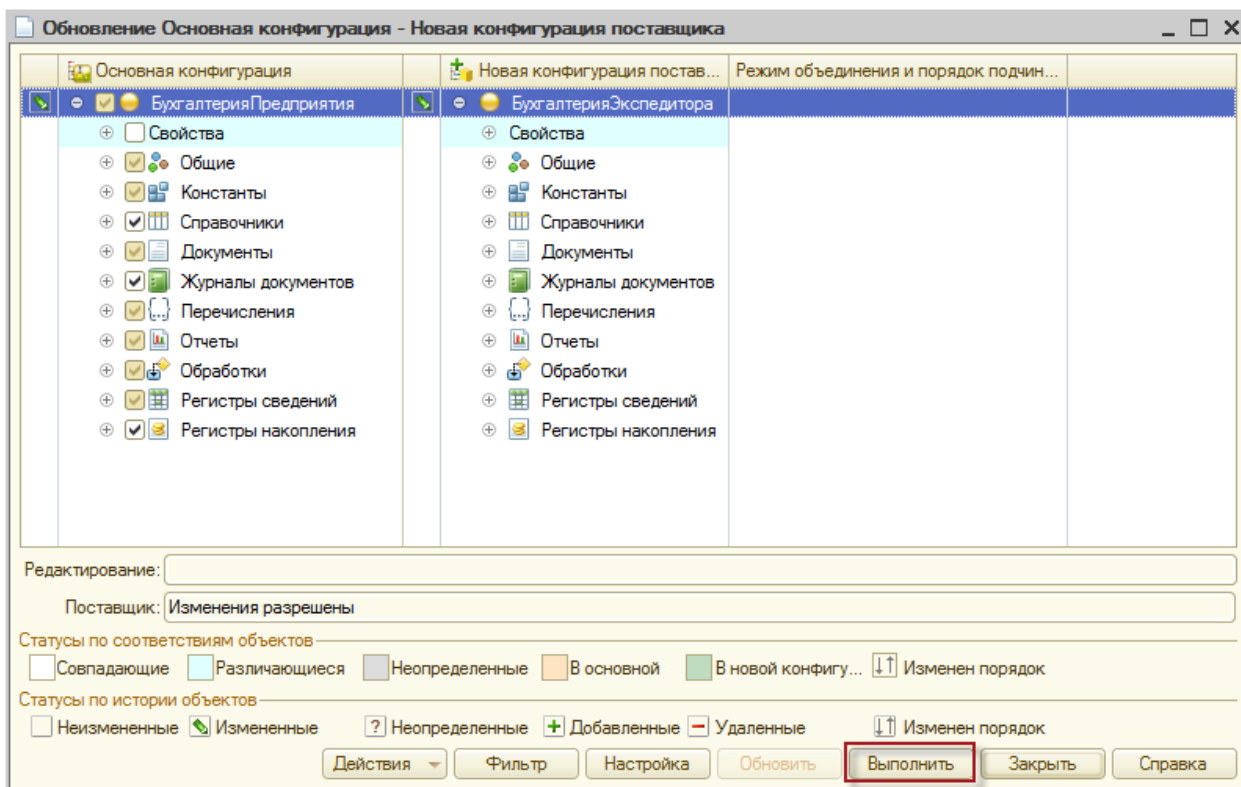 Обновление Основная конфигурация - Новая конфигурация поставщика
Основная конфигурация Новая конфигурация постав... Режим объединения и порядок подчин...
БухгалтерияПредприятия БухгалтерияЭкспедитора
Свойства Свойства
Общие Общие
Константы Константы
Справочники Справочники
Документы Документы
Журналы документов Журналы документов
Перечисления Перечисления
Отчеты Отчеты
Обработки Обработки
Регистры сведений Регистры сведений
Регистры накопления Регистры накопления
Редактирование:
Поставщик: Изменения разрешены
Статусы по соответствиям объектов
Совпадающие Различающиеся Неопределенные В основной В новой конфигу... Изменен порядок
Статусы по истории объектов
Неизмененные Измененные ? Неопределенные Добавленные Удаленные Изменен порядок
Действия Фильтр Настройка Обновить Выполнить Закрыть Справка